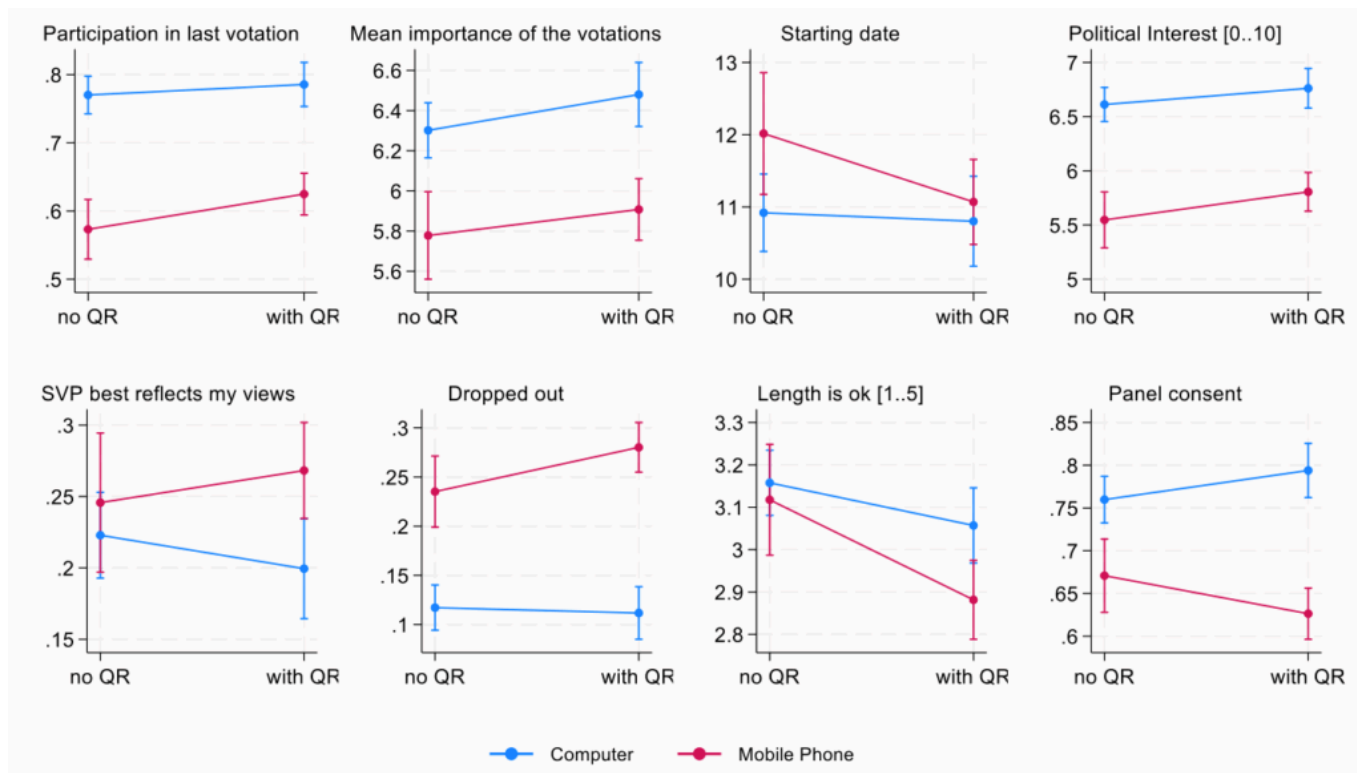 Participation in last votation
.8
.7
.6
.5
no QR with QR
Mean importance of the votations
6.6
6.4
6.2
6
5.8
5.6
no QR with QR
Starting date
13
12
11
10
no QR with QR
Political Interest [0..10]
7
6.5
6
5.5
5
no QR with QR
SVP best reflects my views
.3
.25
.2
.15
no QR with QR
Dropped out
.3
.25
.2
.15
.1
no QR with QR
Length is ok [1..5]
3.3
3.2
3.1
3
2.9
2.8
no QR with QR
Panel consent
.85
.8
.75
.7
.65
.6
no QR with QR
Computer Mobile Phone